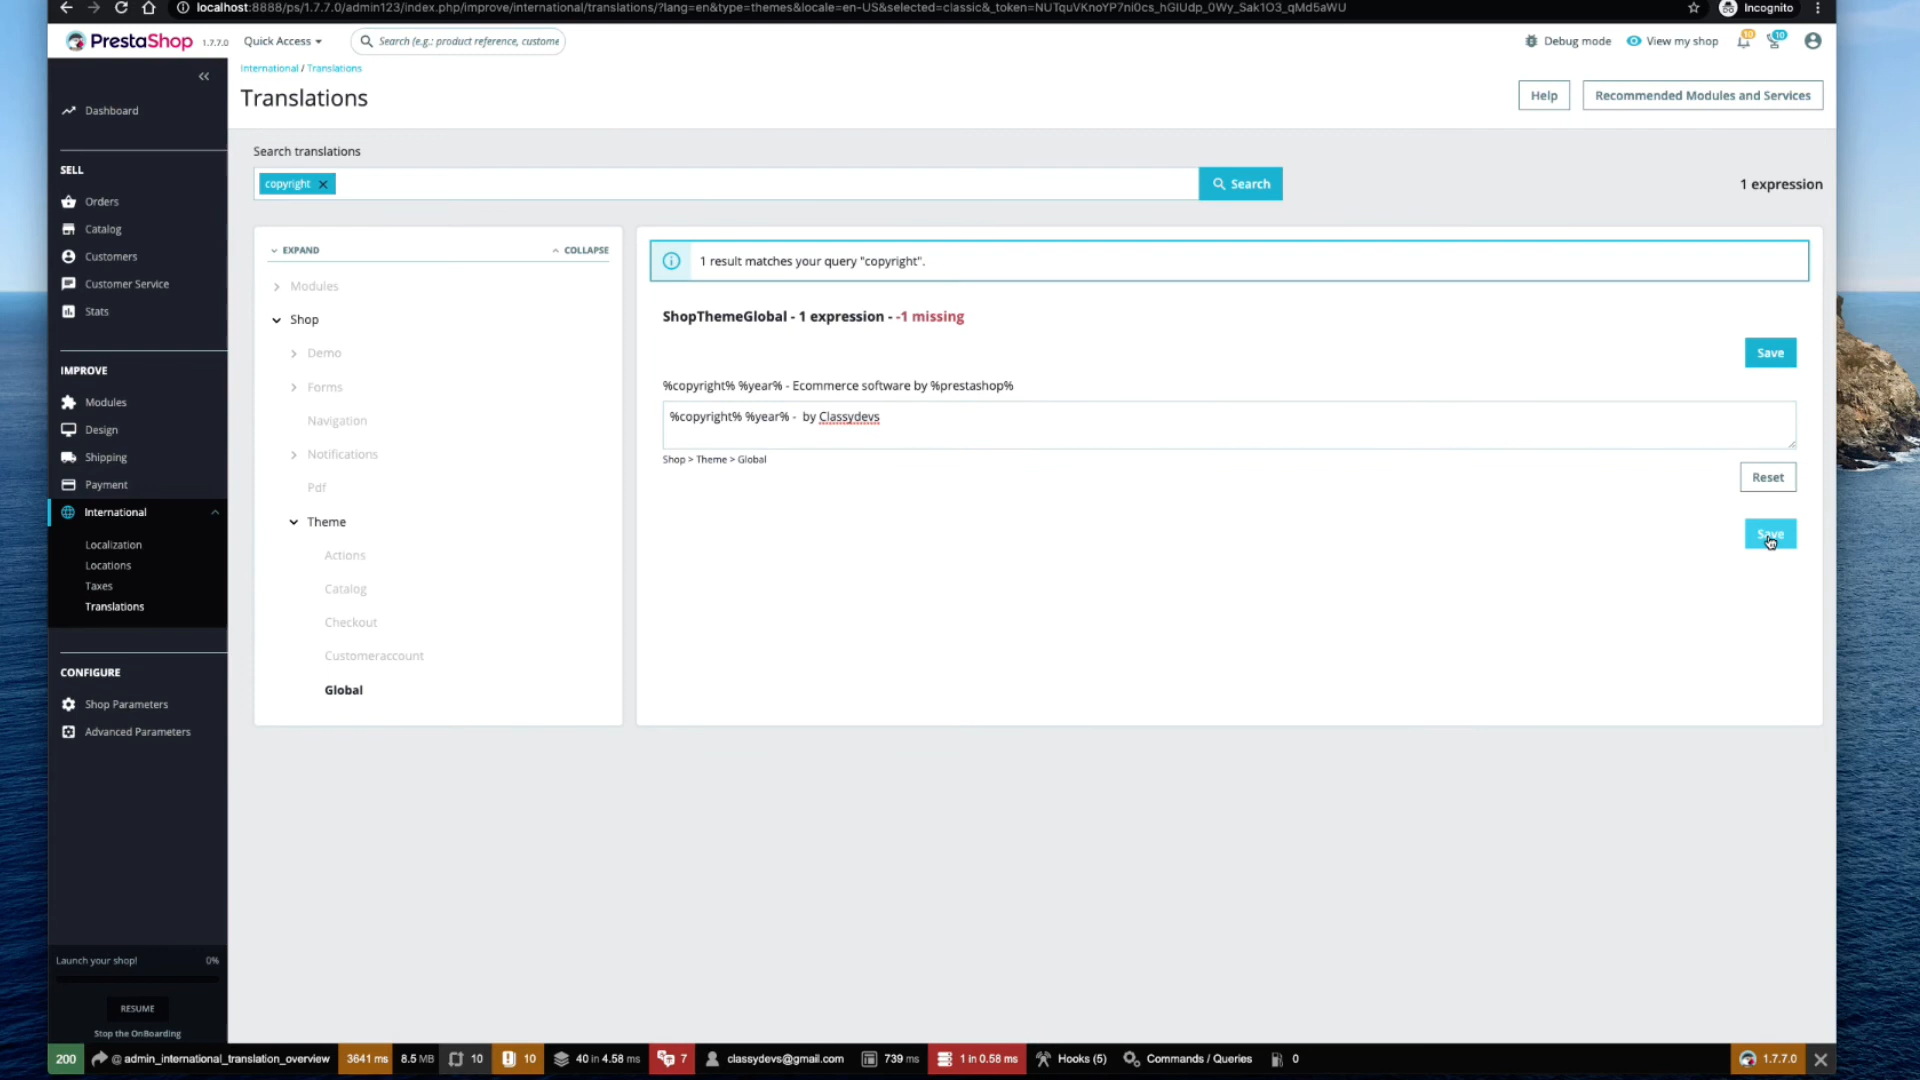 localhost:8888/ps/1.7.7.0/admin123/index.php/improve/international/translations/?lang=en&type=themes&locale=en-US&selected=classic&_token=NUTquVKnoYP7ni0cs_hGIUdp_0Wy_Sak1O3_qMd5aWU
Incognito
PrestaShop 1.7.7.0
Quick Access
Search (e.g.: product reference, custome
Debug mode
View my shop
10
10
International / Translations
Translations
Help
Recommended Modules and Services
Dashboard
SELL
Orders
Catalog
Customers
Customer Service
Stats
IMPROVE
Modules
Design
Shipping
Payment
International
Localization
Locations
Taxes
Translations
CONFIGURE
Shop Parameters
Advanced Parameters
Launch your shop! 0%
RESUME
Stop the OnBoarding
Search translations
copyright
Search
1 expression
EXPAND
COLLAPSE
Modules
Shop
Demo
Forms
Navigation
Notifications
Pdf
Theme
Actions
Catalog
Checkout
Customeraccount
Global
1 result matches your query "copyright".
ShopThemeGlobal - 1 expression - -1 missing
Save
%copyright% %year% - Ecommerce software by %prestashop%
%copyright% %year% -  by Classydevs
Shop > Theme > Global
Reset
Save
200 @ admin_international_translation_overview 3641 ms 8.5 MB 10 10 40 in 4.58 ms 7 classydevs@gmail.com 739 ms 1 in 0.58 ms Hooks (5) Commands / Queries 0 1.7.7.0